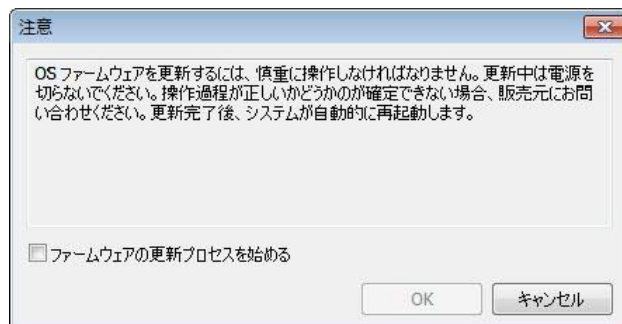 注意
OS ファームウェアを更新するには、慎重に操作しなければなりません。更新中は電源を
切らないでください。操作過程が正しいかどうかのが確定できない場合、販売元にお問
い合わせください。更新完了後、システムが自動的に再起動します。
ファームウェアの更新プロセスを始める
OK
キャンセル